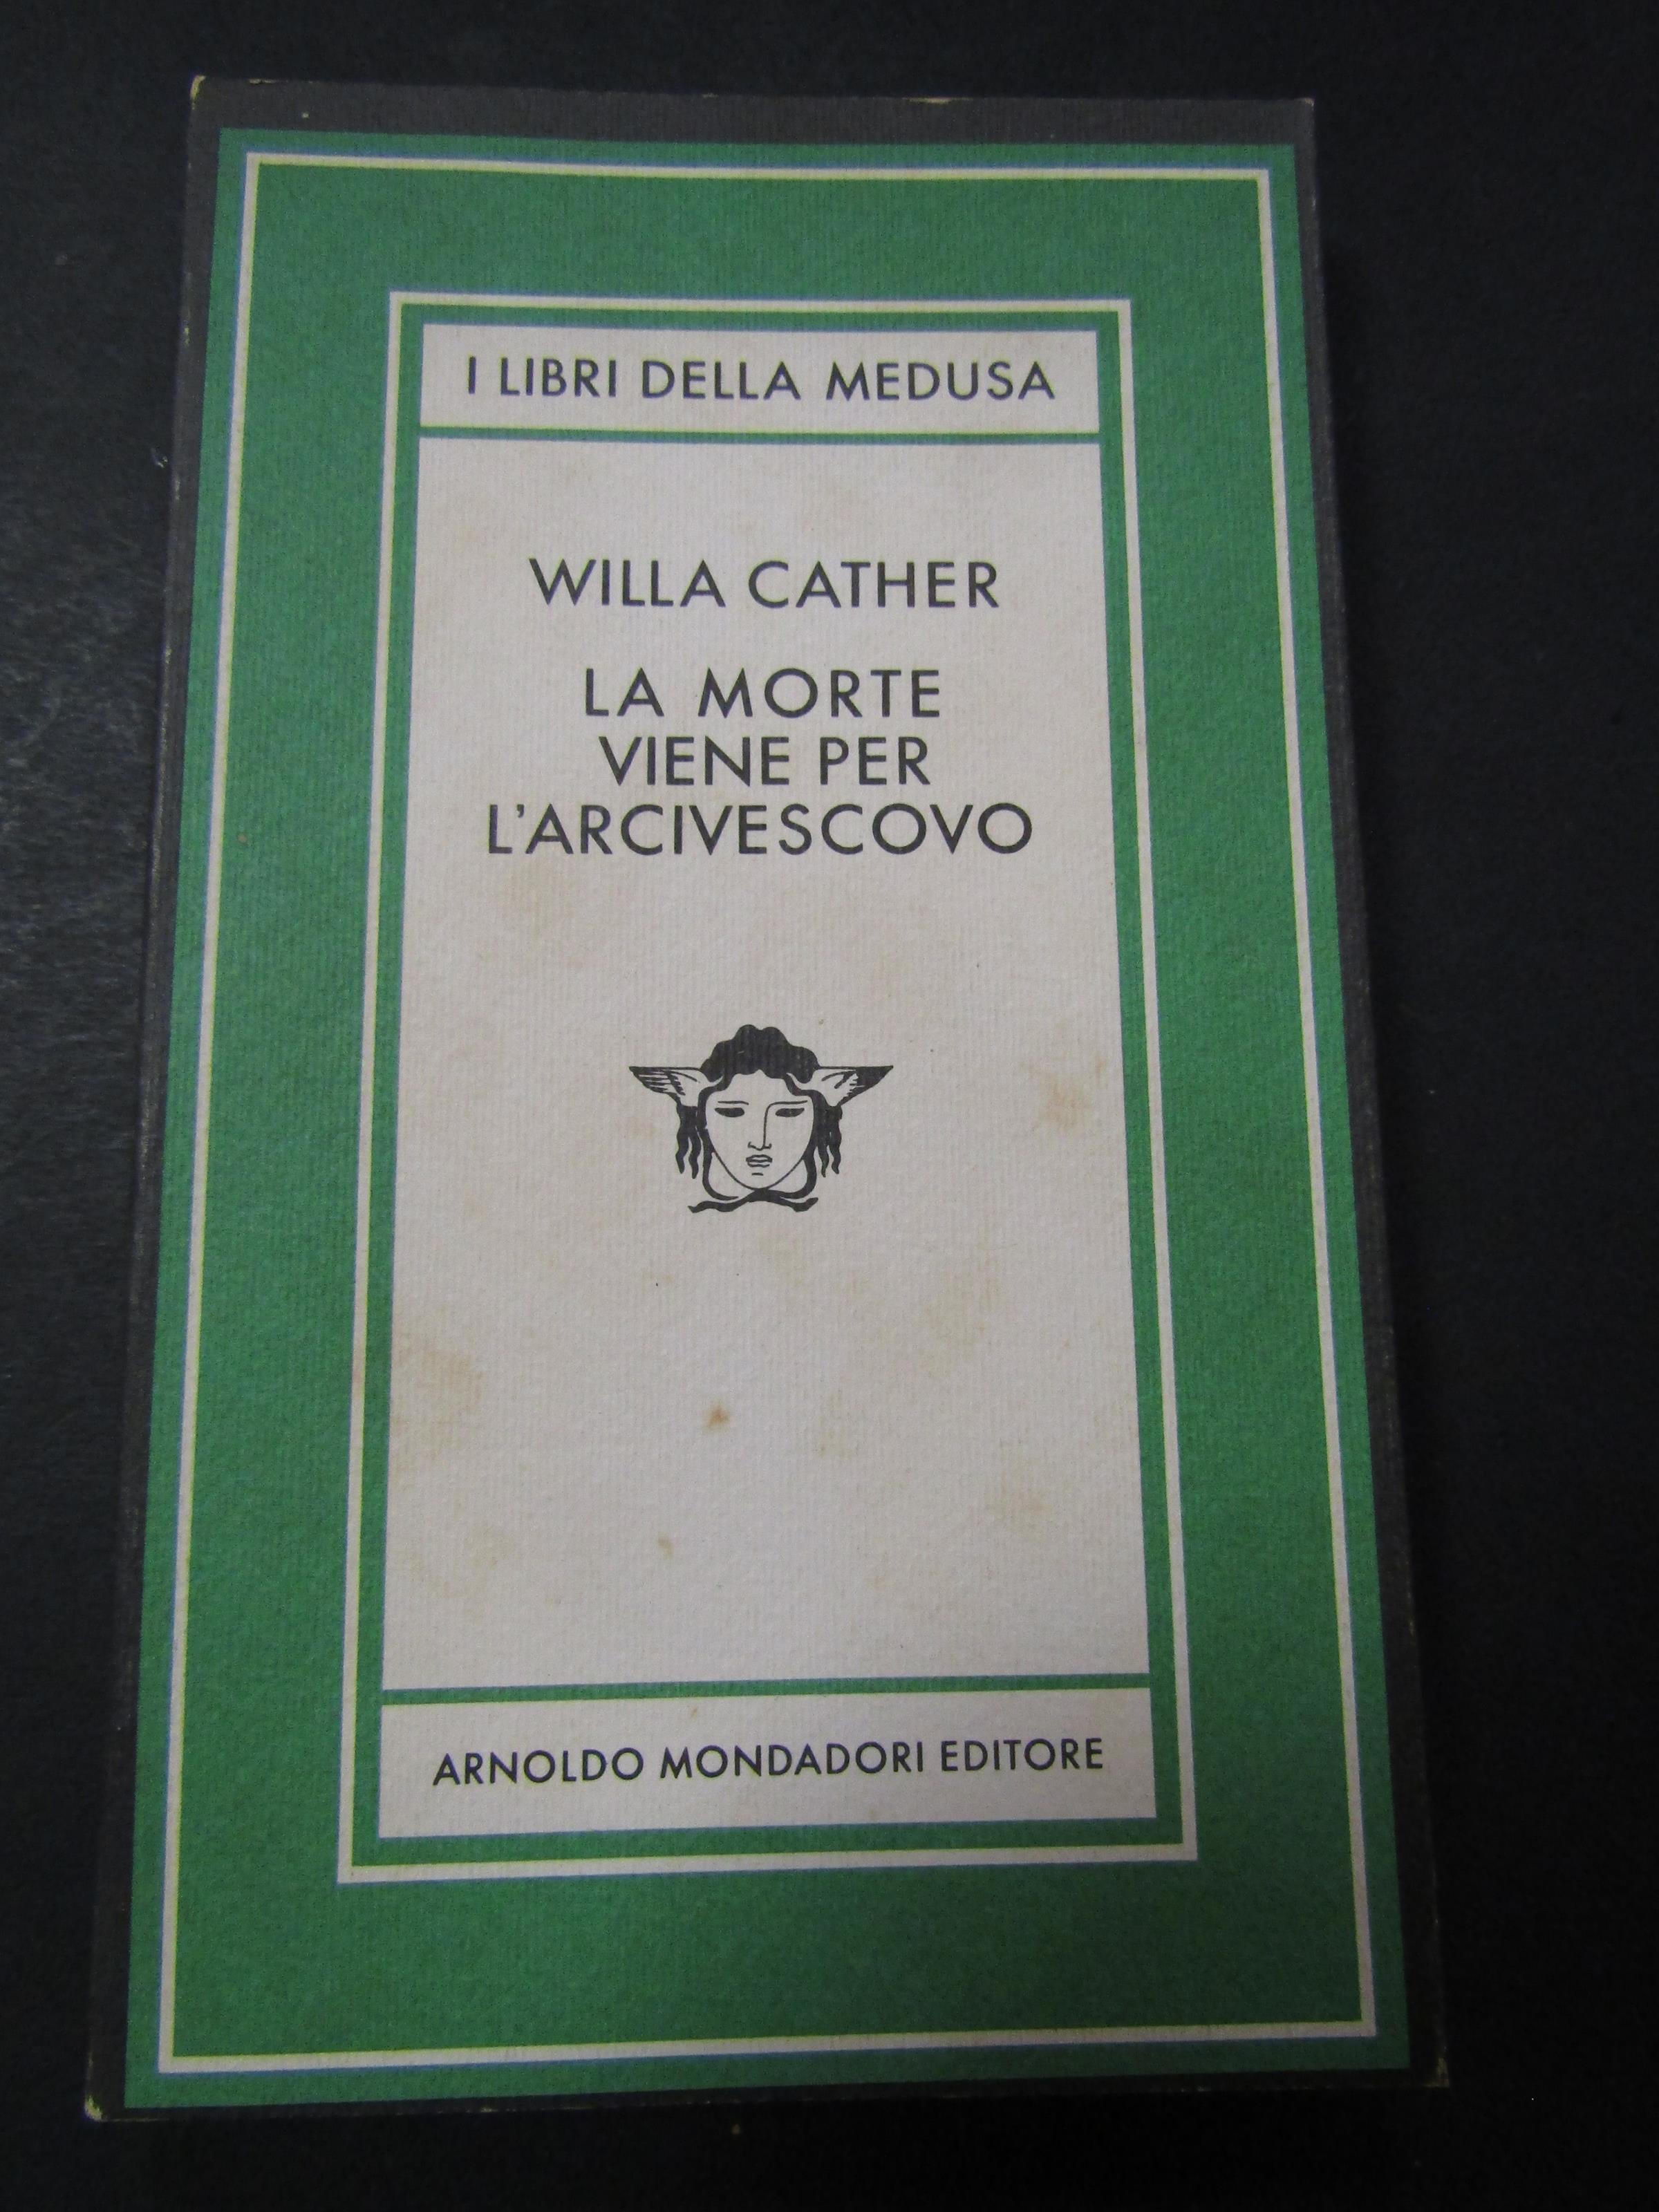 I LIBRI DELLA MEDUSA
WILLA CATHER
LA MORTE
VIENE PER
L'ARCIVESCOVO
ARNOLDO MONDADORI EDITORE